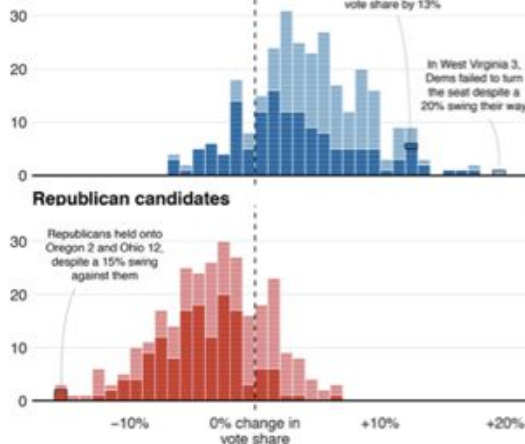 vote share by 13%
30
In West Virginia 3,
Dems failed to turn
the seat despite a
20% swing their way
20
10
0
Republican candidates
Republicans held onto
Oregon 2 and Ohio 12,
despite a 15% swing
against them
30
20
10
0
−10%
0% change in
vote share
+10%
+20%